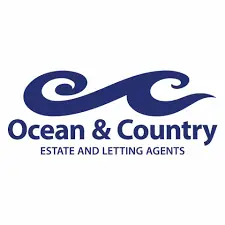 Ocean & Country
ESTATE AND LETTING AGENTS